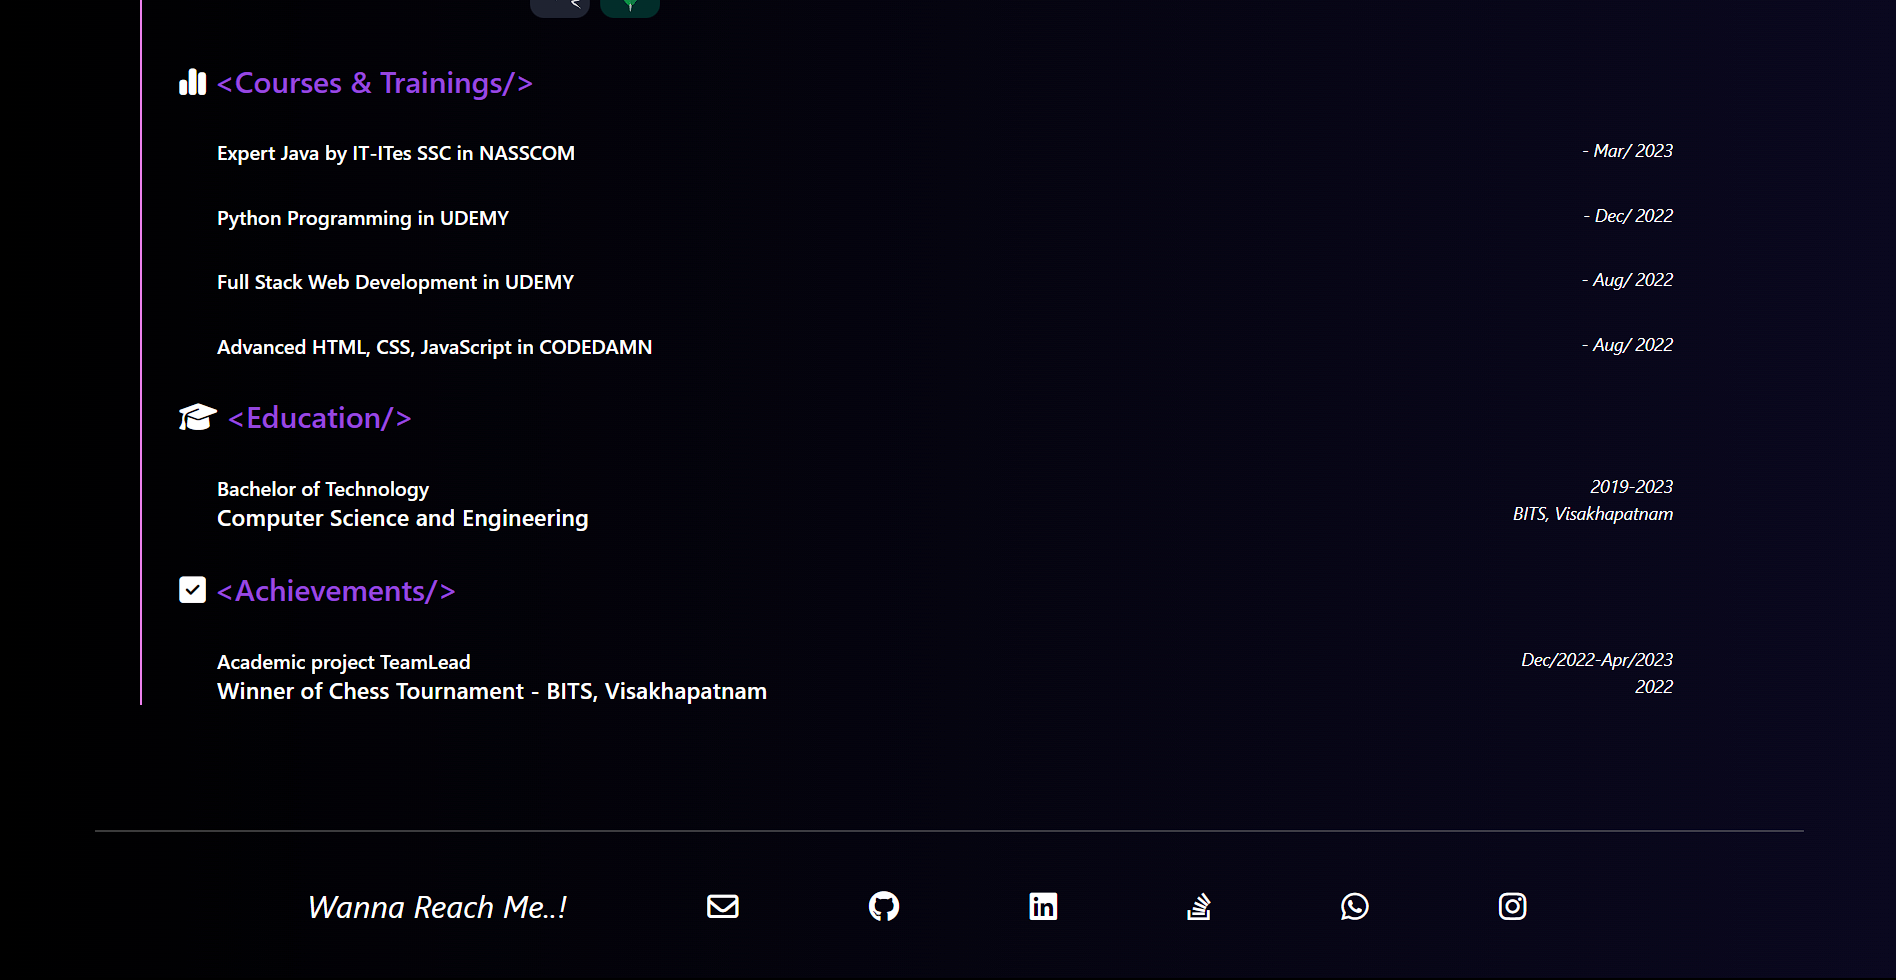 <Courses & Trainings/>
Expert Java by IT-ITes SSC in NASSCOM - Mar/ 2023
Python Programming in UDEMY - Dec/ 2022
Full Stack Web Development in UDEMY - Aug/ 2022
Advanced HTML, CSS, JavaScript in CODEDAMN - Aug/ 2022
<Education/>
Bachelor of Technology 2019-2023
Computer Science and Engineering BITS, Visakhapatnam
<Achievements/>
Academic project TeamLead Dec/2022-Apr/2023
Winner of Chess Tournament - BITS, Visakhapatnam 2022
Wanna Reach Me..!
in